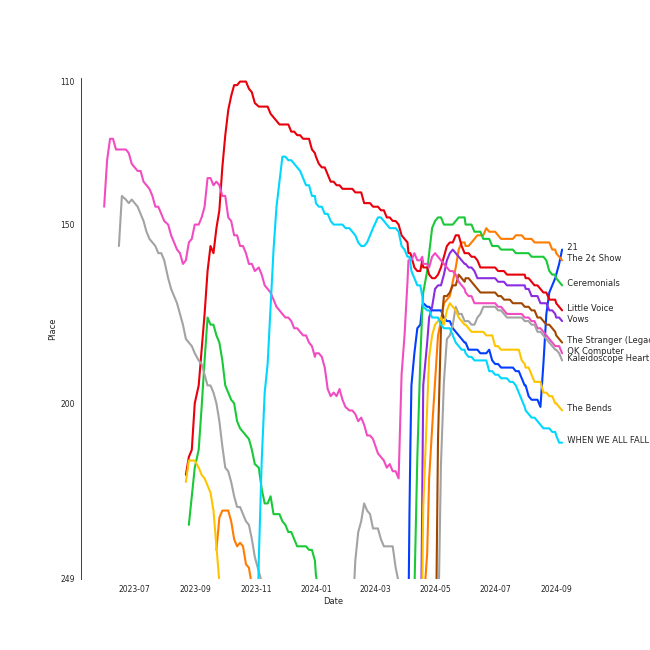 110
150
200
249
Place
2023-07
2023-09
2023-11
2024-01
2024-03
2024-05
2024-07
2024-09
Date
21
The 2¢ Show
Ceremonials
Little Voice
Vows
The Stranger (Lega
OK Computer
Kaleidoscope Heart
The Bends
WHEN WE ALL FALL